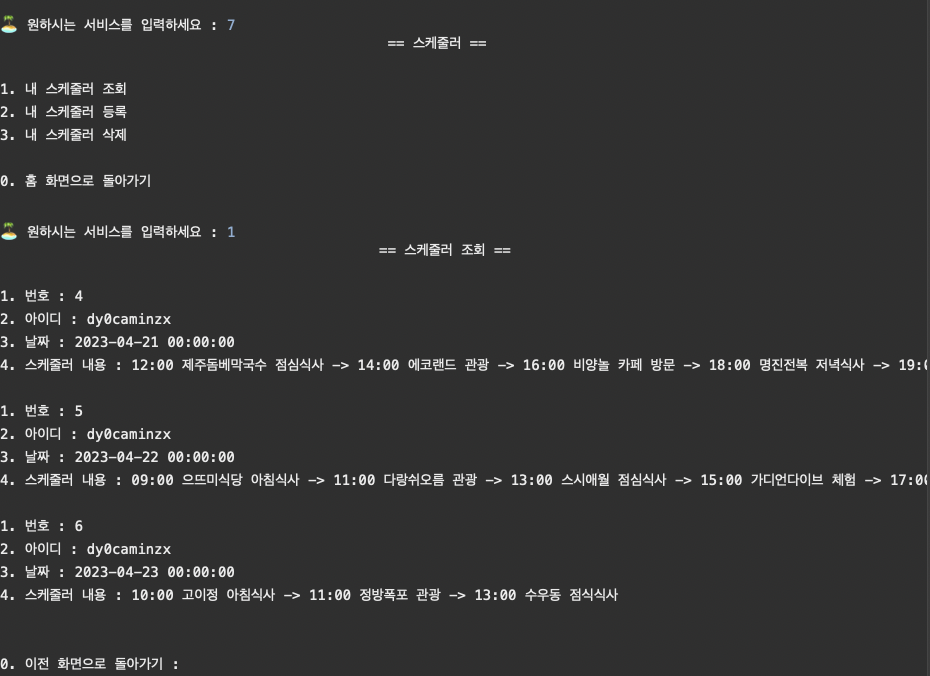 원하시는 서비스를 입력하세요 : 7
== 스케줄러 ==
1. 내 스케줄러 조회
2. 내 스케줄러 등록
3. 내 스케줄러 삭제
0. 홈 화면으로 돌아가기
원하시는 서비스를 입력하세요 : 1
== 스케줄러 조회 ==
1. 번호 : 4
2. 아이디 : dy0caminzx
3. 날짜 : 2023-04-21 00:00:00
4. 스케줄러 내용 : 12:00 제주돔베막국수 점심식사 -> 14:00 에코랜드 관광 -> 16:00 비양놀 카페 방문 -> 18:00 명진전복 저녁식사 -> 19:
1. 번호 : 5
2. 아이디 : dy0caminzx
3. 날짜 : 2023-04-22 00:00:00
4. 스케줄러 내용 : 09:00 으뜨미식당 아침식사 -> 11:00 다랑쉬오름 관광 -> 13:00 스시애월 점심식사 -> 15:00 가디언다이브 체험 -> 17:00
1. 번호 : 6
2. 아이디 : dy0caminzx
3. 날짜 : 2023-04-23 00:00:00
4. 스케줄러 내용 : 10:00 고이정 아침식사 -> 11:00 정방폭포 관광 -> 13:00 수우동 점식식사
0. 이전 화면으로 돌아가기 :